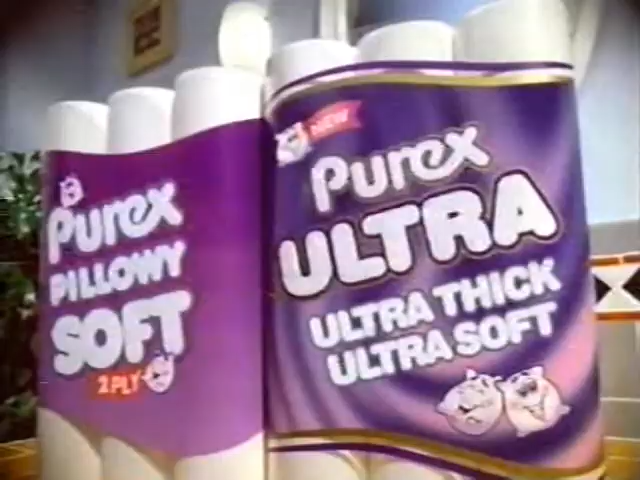 Purex
PILLOWY
SOFT
2 PLY
NEW
Purex
ULTRA
ULTRA THICK
ULTRA SOFT